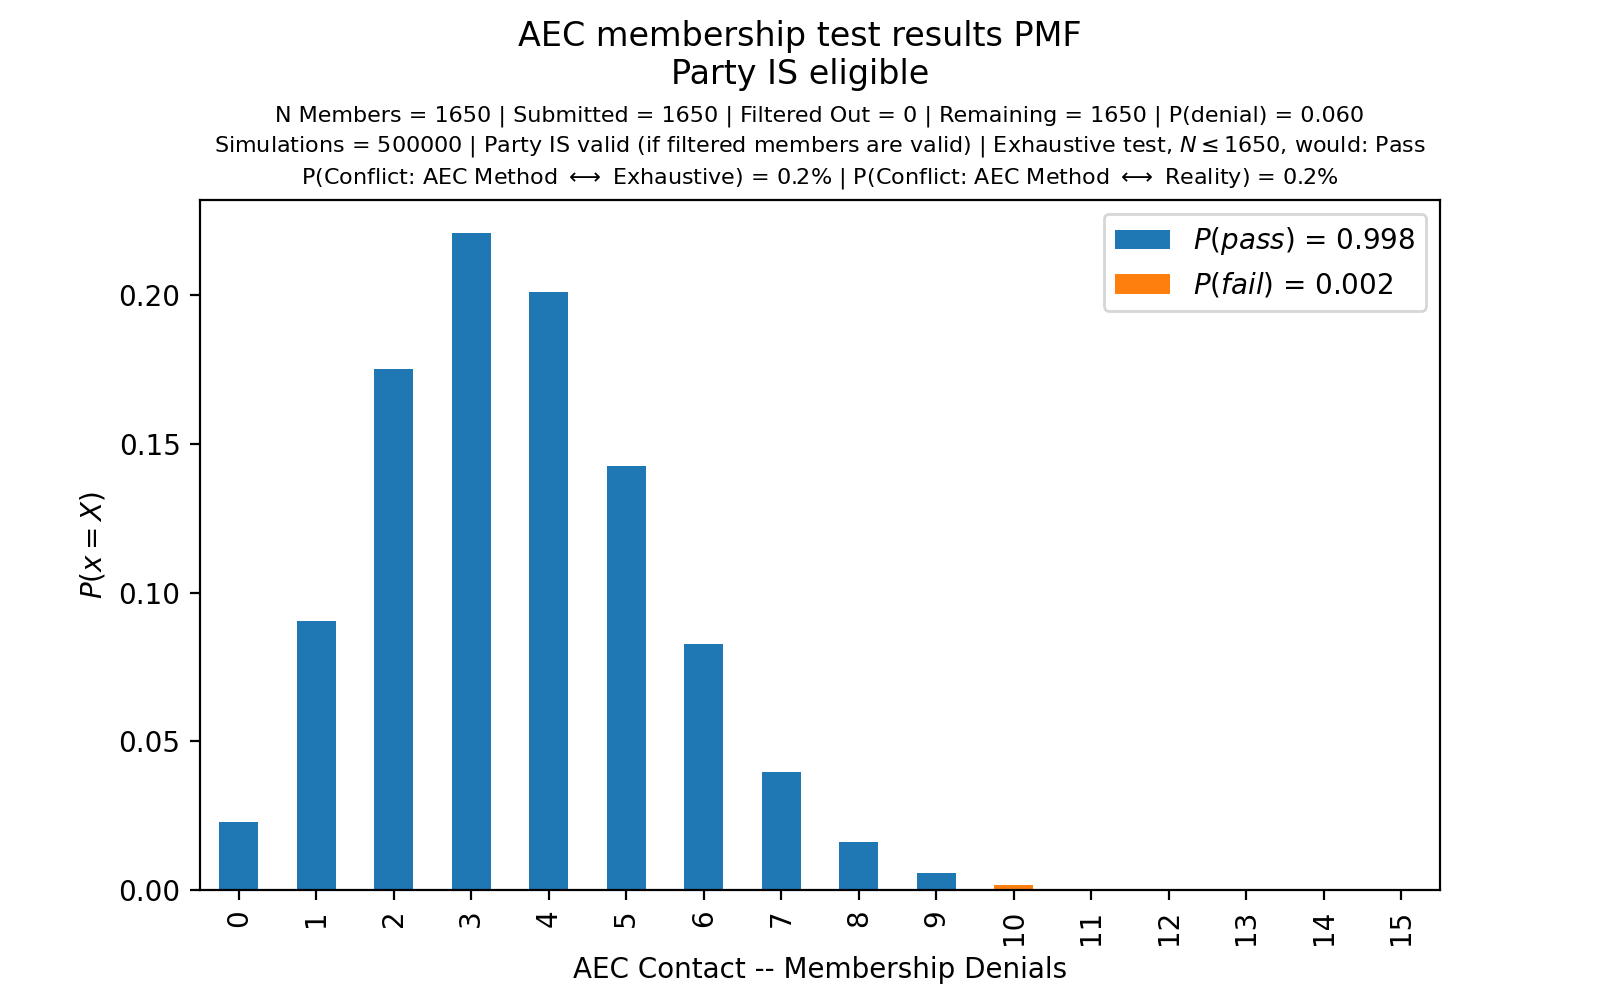 AEC membership test results PMF
Party IS eligible
N Members = 1650 | Submitted = 1650 | Filtered Out = 0 | Remaining = 1650 | P(denial) = 0.060
Simulations = 500000 | Party IS valid (if filtered members are valid) | Exhaustive test, N ≤ 1650, would: Pass
P(Conflict: AEC Method ⟷ Exhaustive) = 0.2% | P(Conflict: AEC Method ⟷ Reality) = 0.2%
P(pass) = 0.998
P(fail) = 0.002
0.20
0.15
0.10
0.05
0.00
P(x = X)
0 1 2 3 4 5 6 7 8 9 10 11 12 13 14 15
AEC Contact -- Membership Denials